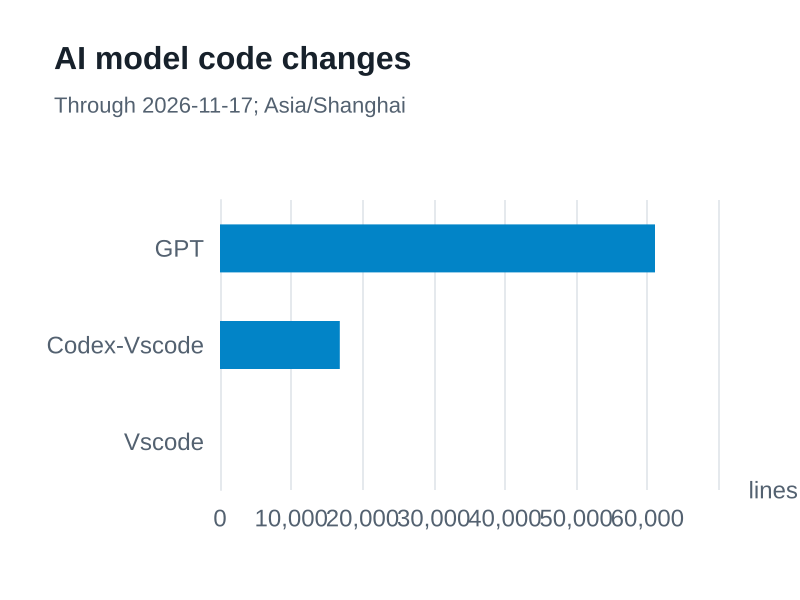 AI model code changes
Through 2026-11-17; Asia/Shanghai
GPT
Codex-Vscode
Vscode
lines
0 10,000 20,000 30,000 40,000 50,000 60,000